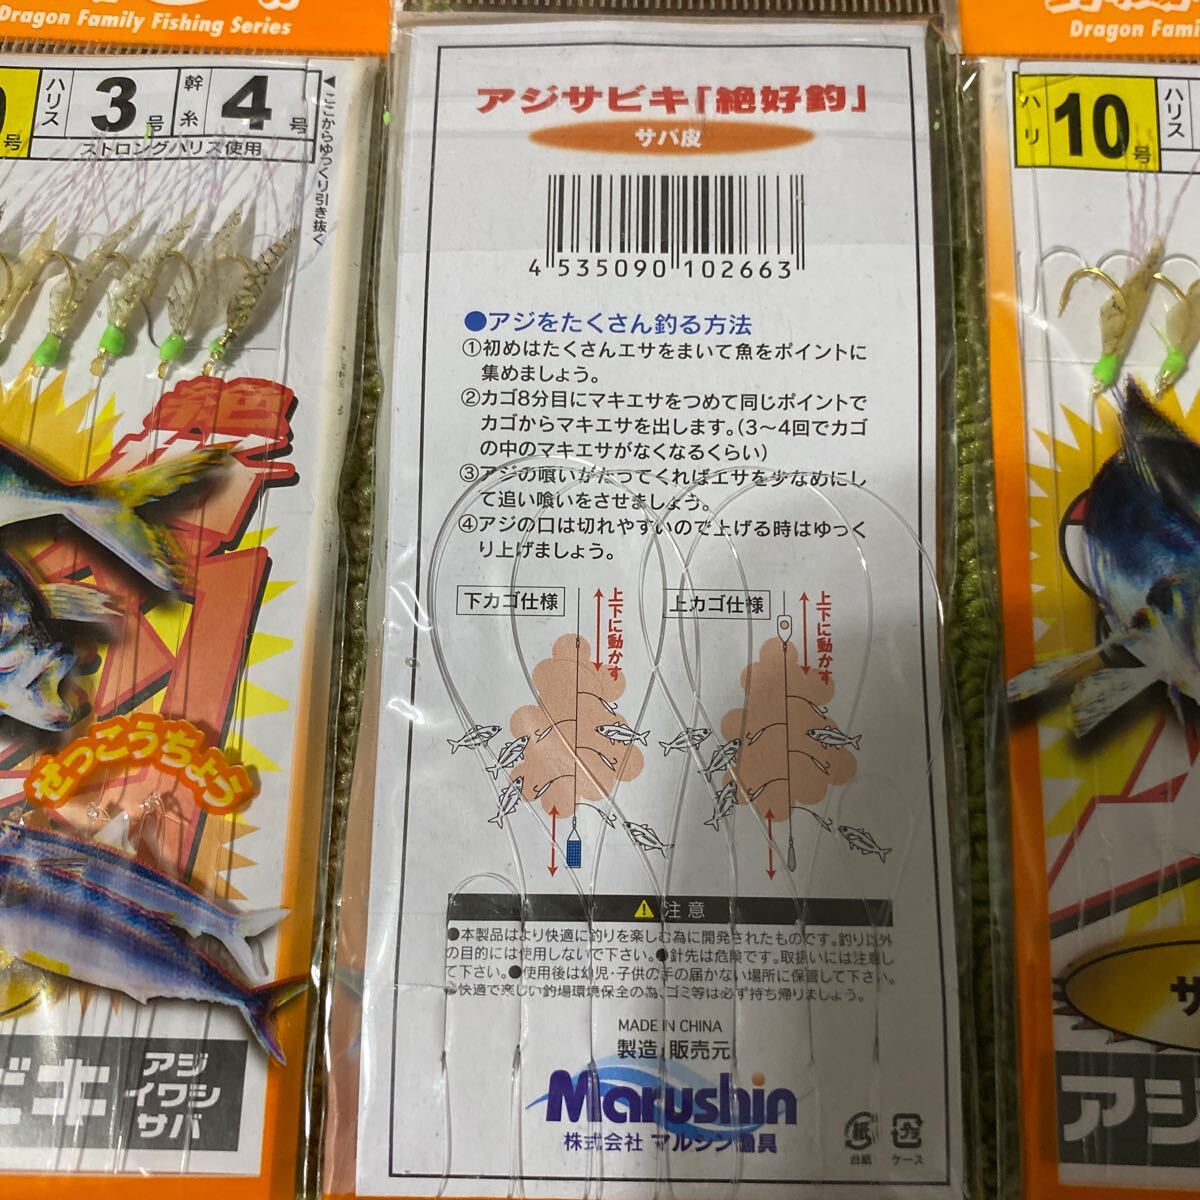 Dragon Family Fishing Series
号
ハリス
3
号
幹糸
4
号
ストロングハリス使用
◀ここからゆっくり引き抜く
ぜっこうちょう
ビキ
アジ
イワシ
サバ
アジサビキ「絶好釣」
サバ皮
4 535090 102663
●アジをたくさん釣る方法
①初めはたくさんエサをまいて魚をポイントに
集めましょう。
②カゴ8分目にマキエサをつめて同じポイントで
カゴからマキエサを出します。(3〜4回でカゴ
の中のマキエサがなくなるくらい)
③アジの喰いがたってくればエサを少なめにし
て追い喰いをさせましょう。
④アジの口は切れやすいので上げる時はゆっく
り上げましょう。
下カゴ仕様
上下に動かす
上カゴ仕様
上下に動かす
注意
●本製品はより快適に釣りを楽しむ為に開発されたものです。釣り以外
の目的には使用しないで下さい。●針先は危険です。取扱いには注意し
て下さい。●使用後は幼児・子供の手の届かない場所に保管して下さい。
●快適で楽しい釣場環境保全の為、ゴミ等は必ず持ち帰りましょう。
MADE IN CHINA
製造 販売元
Marushin
株式会社 マルシン漁具
紙
台紙
ケース
Dragon Fami
ハリ
10
号
ハリス
サ
アジ